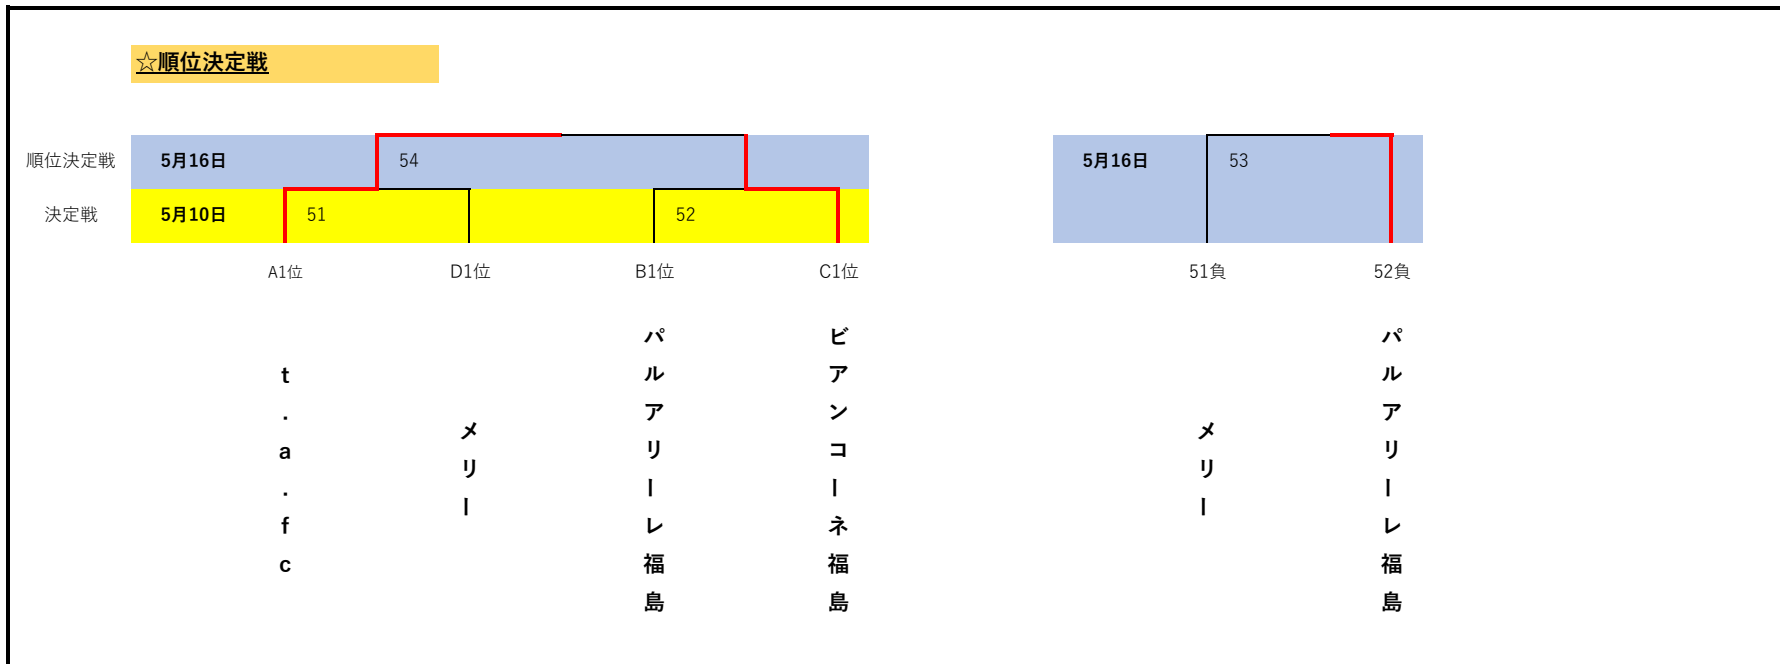 ☆順位決定戦
順位決定戦 5月16日 54 5月16日 53
決定戦 5月10日 51 52
A1位 D1位 B1位 C1位 51負 52負
t.a.fc
メリー
パルアリーレ福島
ビアンコーネ福島
メリー
パルアリーレ福島